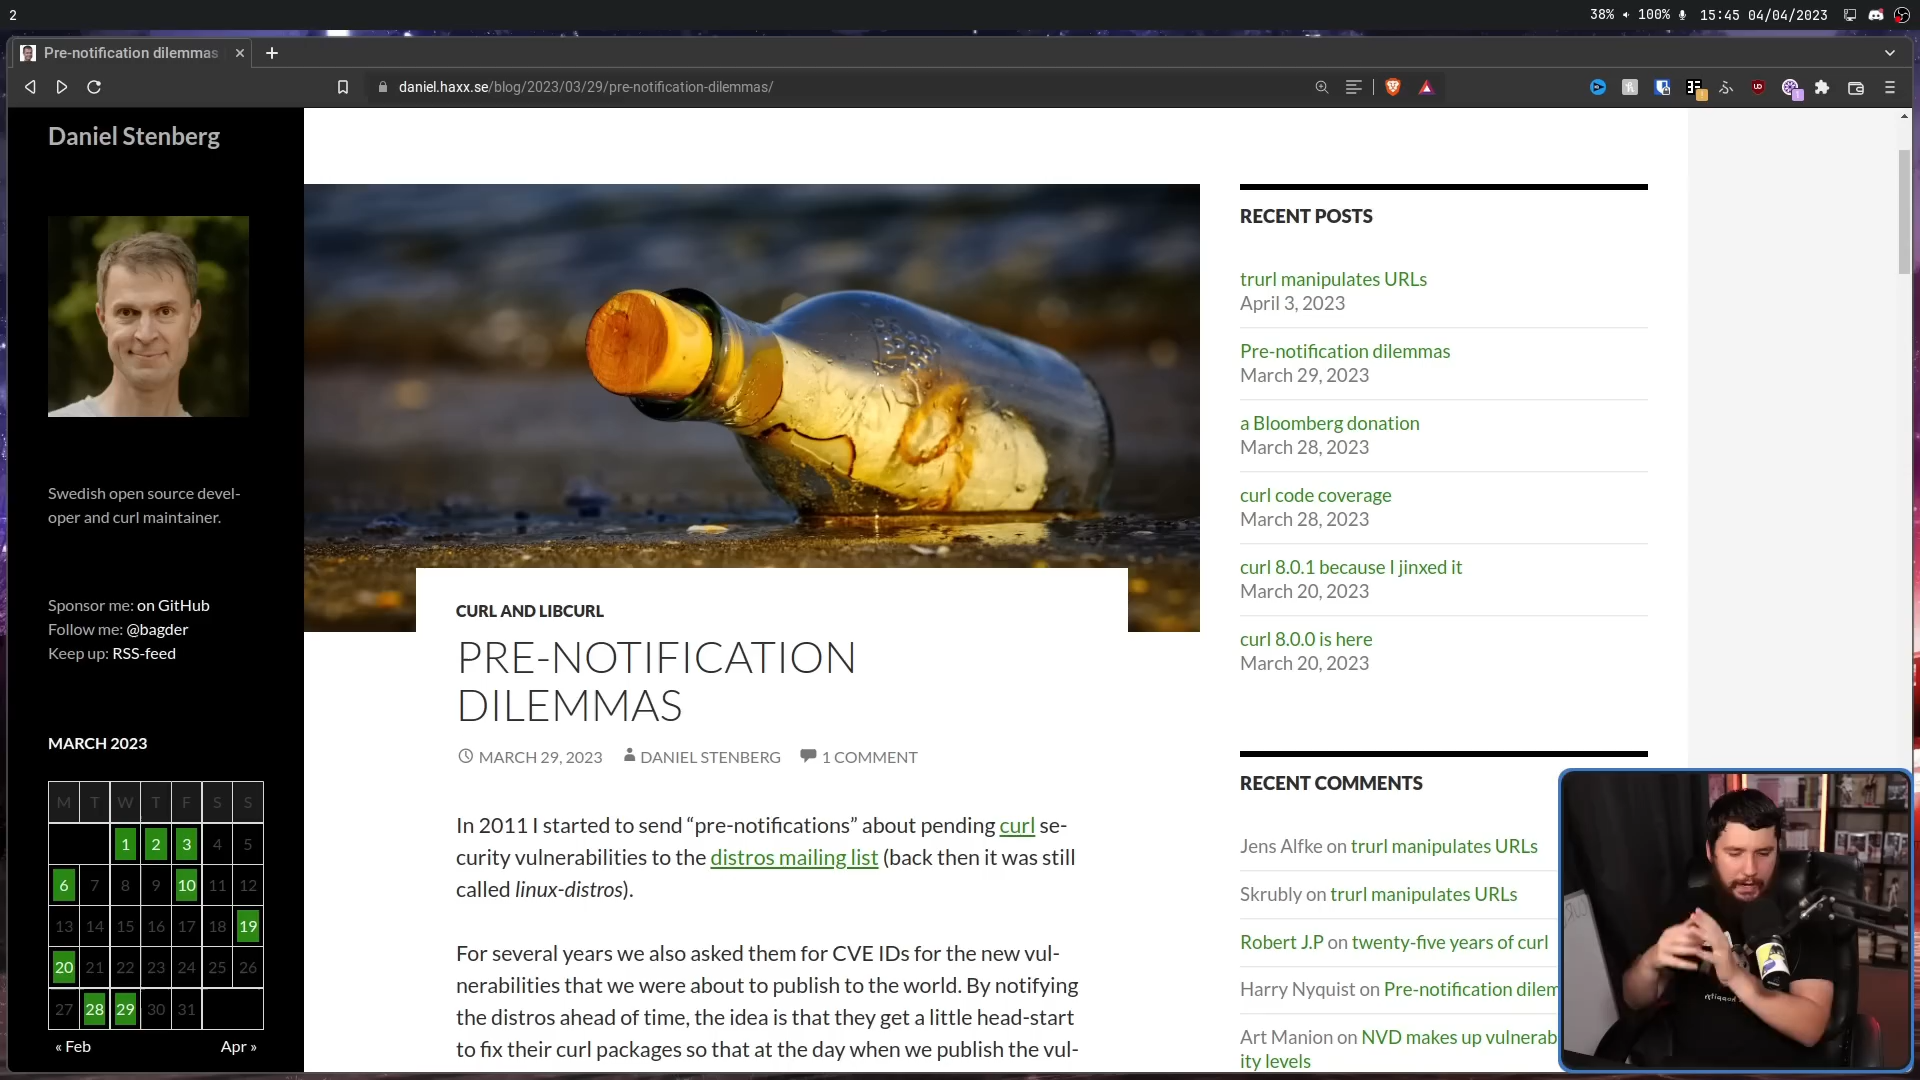 2
38%
100%
15:45 04/04/2023
Pre-notification dilemmas
daniel.haxx.se/blog/2023/03/29/pre-notification-dilemmas/
Daniel Stenberg
Swedish open source devel-
oper and curl maintainer.
Sponsor me: on GitHub
Follow me: @bagder
Keep up: RSS-feed
MARCH 2023
M T W T F S S
1 2 3 4 5
6 7 8 9 10 11 12
13 14 15 16 17 18 19
20 21 22 23 24 25 26
27 28 29 30 31
« Feb
Apr »
CURL AND LIBCURL
PRE-NOTIFICATION
DILEMMAS
MARCH 29, 2023 DANIEL STENBERG 1 COMMENT
In 2011 I started to send “pre-notifications” about pending curl se-
curity vulnerabilities to the distros mailing list (back then it was still
called linux-distros).
For several years we also asked them for CVE IDs for the new vul-
nerabilities that we were about to publish to the world. By notifying
the distros ahead of time, the idea is that they get a little head-start
to fix their curl packages so that at the day when we publish the vul-
RECENT POSTS
trurl manipulates URLs
April 3, 2023
Pre-notification dilemmas
March 29, 2023
a Bloomberg donation
March 28, 2023
curl code coverage
March 28, 2023
curl 8.0.1 because I jinxed it
March 20, 2023
curl 8.0.0 is here
March 20, 2023
RECENT COMMENTS
Jens Alfke on trurl manipulates URLs
Skrubly on trurl manipulates URLs
Robert J.P on twenty-five years of curl
Harry Nyquist on Pre-notification dilem
Art Manion on NVD makes up vulnerab
ity levels